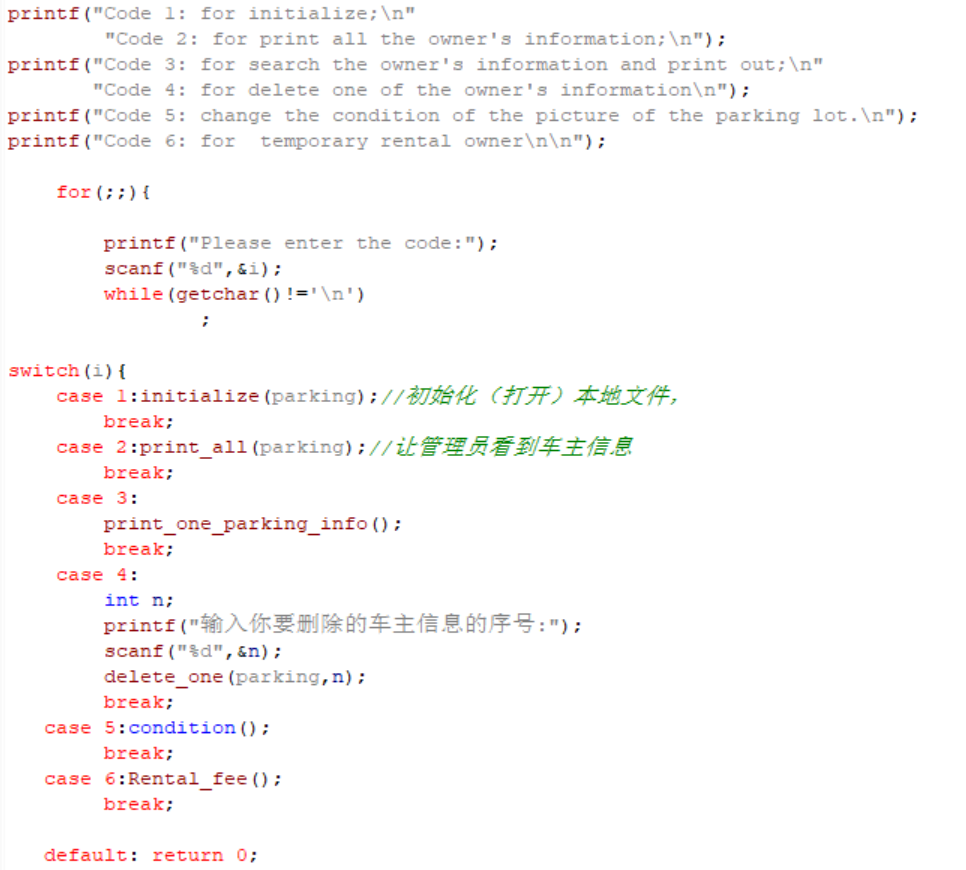 printf("Code 1: for initialize;\n"
"Code 2: for print all the owner's information;\n");
printf("Code 3: for search the owner's information and print out;\n"
"Code 4: for delete one of the owner's information\n");
printf("Code 5: change the condition of the picture of the parking lot.\n");
printf("Code 6: for  temporary rental owner\n\n");
for(;;){
printf("Please enter the code:");
scanf("%d",&i);
while(getchar()!='\n')
;
switch(i){
case 1:initialize(parking);//初始化（打开）本地文件，
break;
case 2:print_all(parking);//让管理员看到车主信息
break;
case 3:
print_one_parking_info();
break;
case 4:
int n;
printf("输入你要删除的车主信息的序号:");
scanf("%d",&n);
delete_one(parking,n);
break;
case 5:condition();
break;
case 6:Rental_fee();
break;
default: return 0;